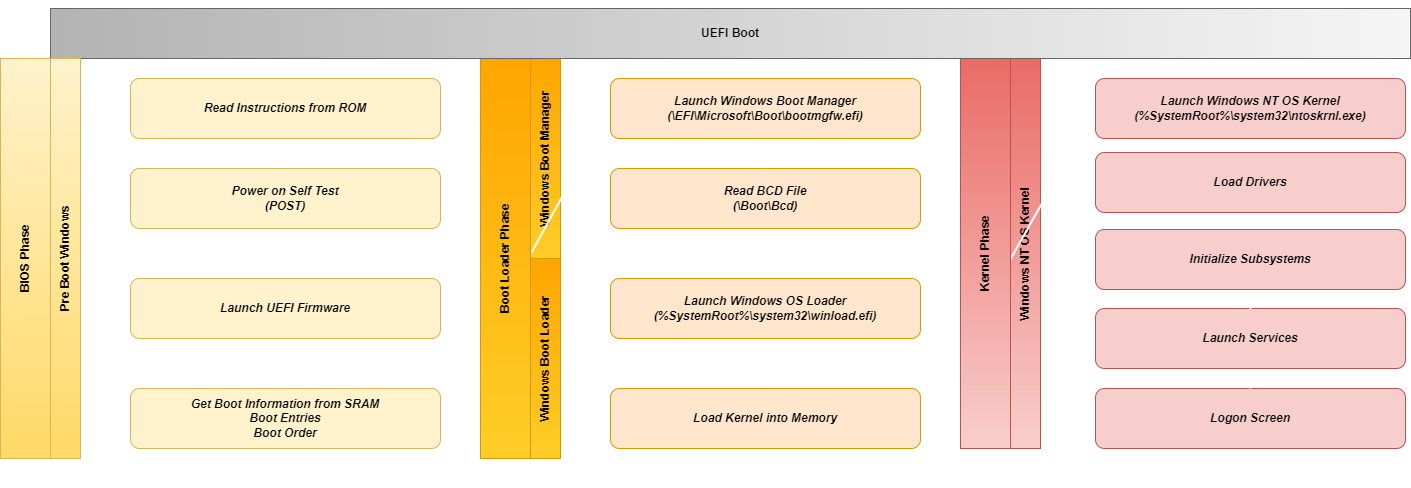 UEFI Boot
BIOS Phase
Pre Boot Windows
Read Instructions from ROM
Power on Self Test
(POST)
Launch UEFI Firmware
Get Boot Information from SRAM
Boot Entries
Boot Order
Boot Loader Phase
Windows Boot Manager
Windows Boot Loader
Launch Windows Boot Manager
(\EFI\Microsoft\Boot\bootmgfw.efi)
Read BCD File
(\Boot\Bcd)
Launch Windows OS Loader
(%SystemRoot%\system32\winload.efi)
Load Kernel into Memory
Kernel Phase
Windows NT OS Kernel
Launch Windows NT OS Kernel
(%SystemRoot%\system32\ntoskrnl.exe)
Load Drivers
Initialize Subsystems
Launch Services
Logon Screen